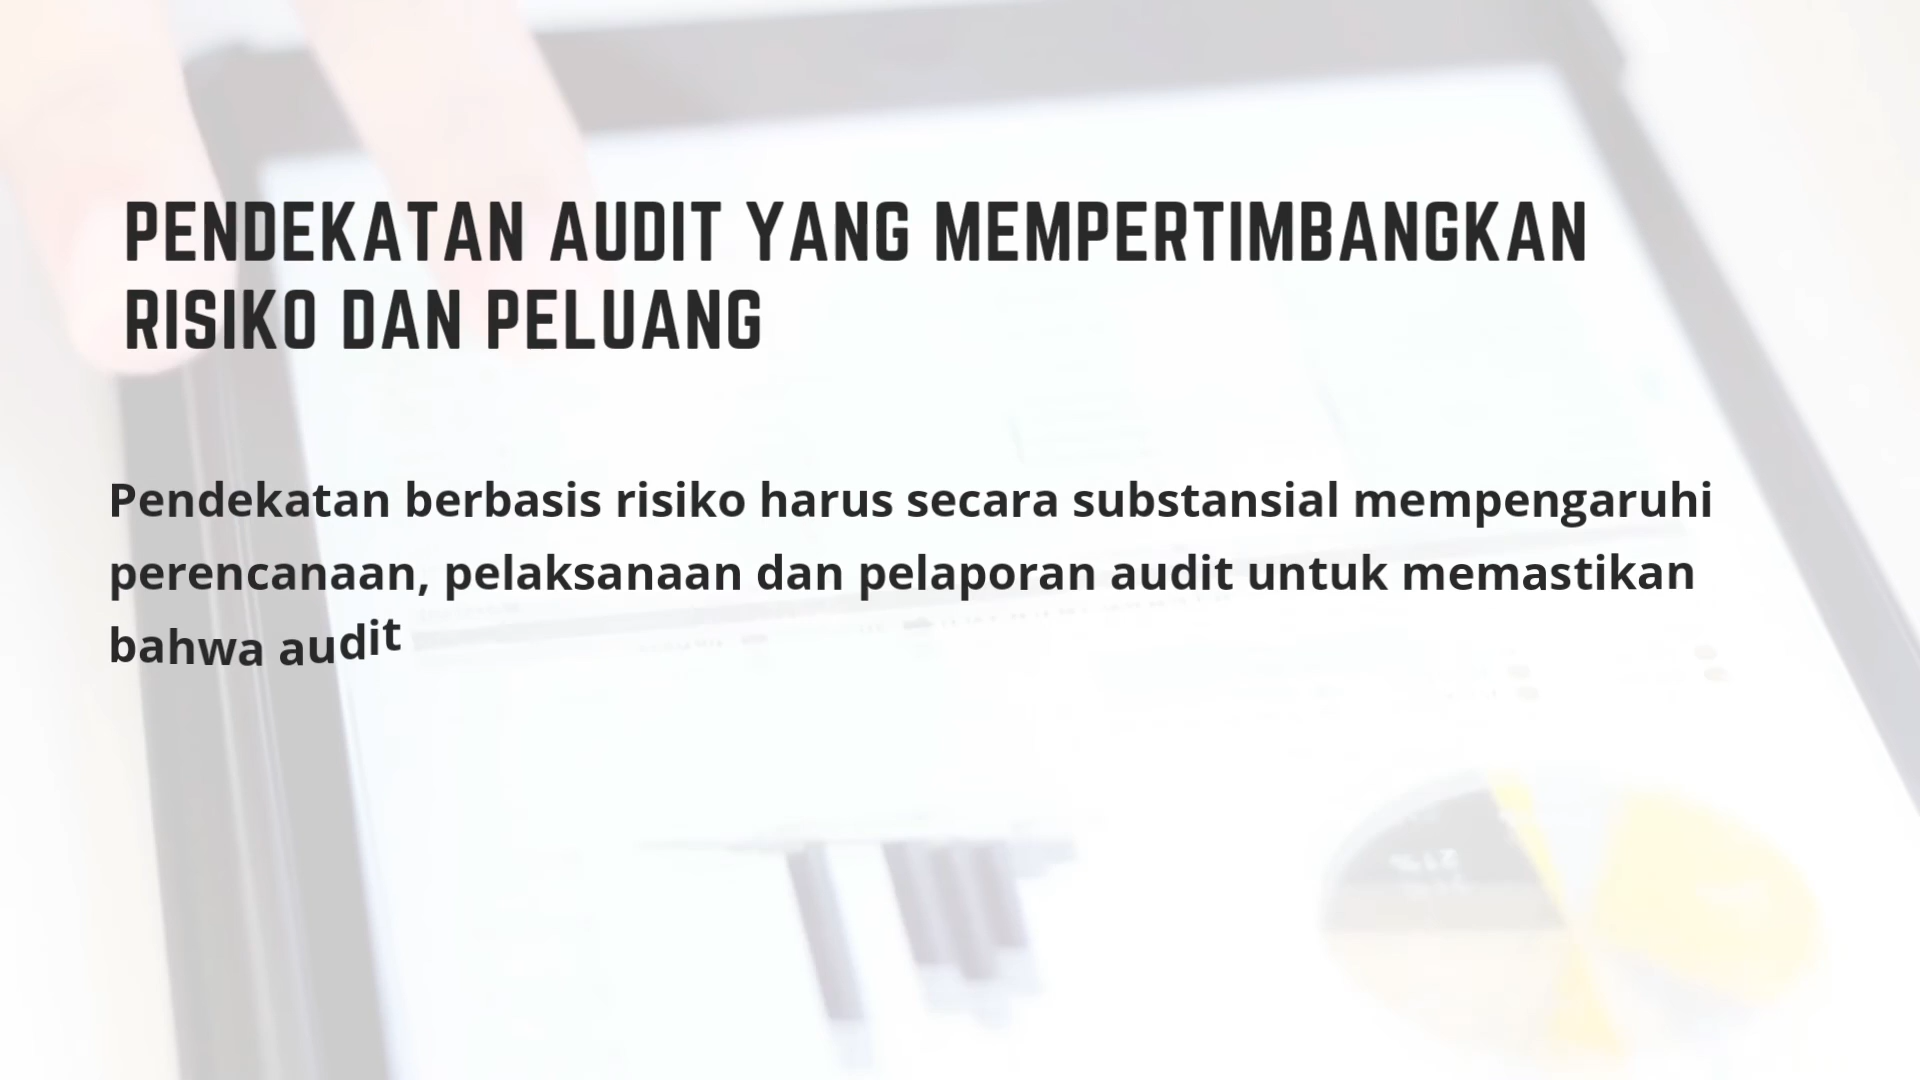 PENDEKATAN AUDIT YANG MEMPERTIMBANGKAN
RISIKO DAN PELUANG
Pendekatan berbasis risiko harus secara substansial mempengaruhi
perencanaan, pelaksanaan dan pelaporan audit untuk memastikan
bahwa audit